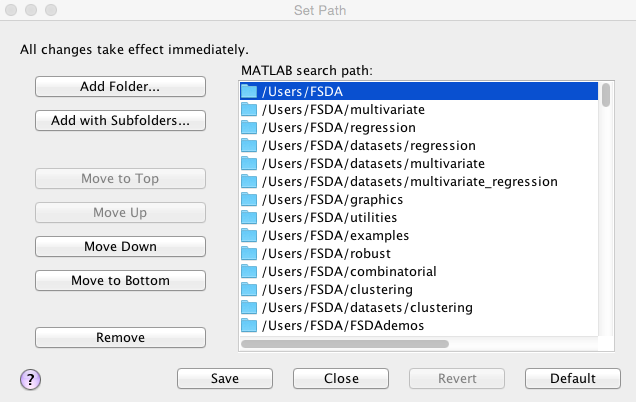 Set Path
All changes take effect immediately.
MATLAB search path:
Add Folder...
Add with Subfolders...
Move to Top
Move Up
Move Down
Move to Bottom
Remove
/Users/FSDA
/Users/FSDA/multivariate
/Users/FSDA/regression
/Users/FSDA/datasets/regression
/Users/FSDA/datasets/multivariate
/Users/FSDA/datasets/multivariate_regression
/Users/FSDA/graphics
/Users/FSDA/utilities
/Users/FSDA/examples
/Users/FSDA/robust
/Users/FSDA/combinatorial
/Users/FSDA/clustering
/Users/FSDA/datasets/clustering
/Users/FSDA/FSDAdemos
?
Save
Close
Revert
Default